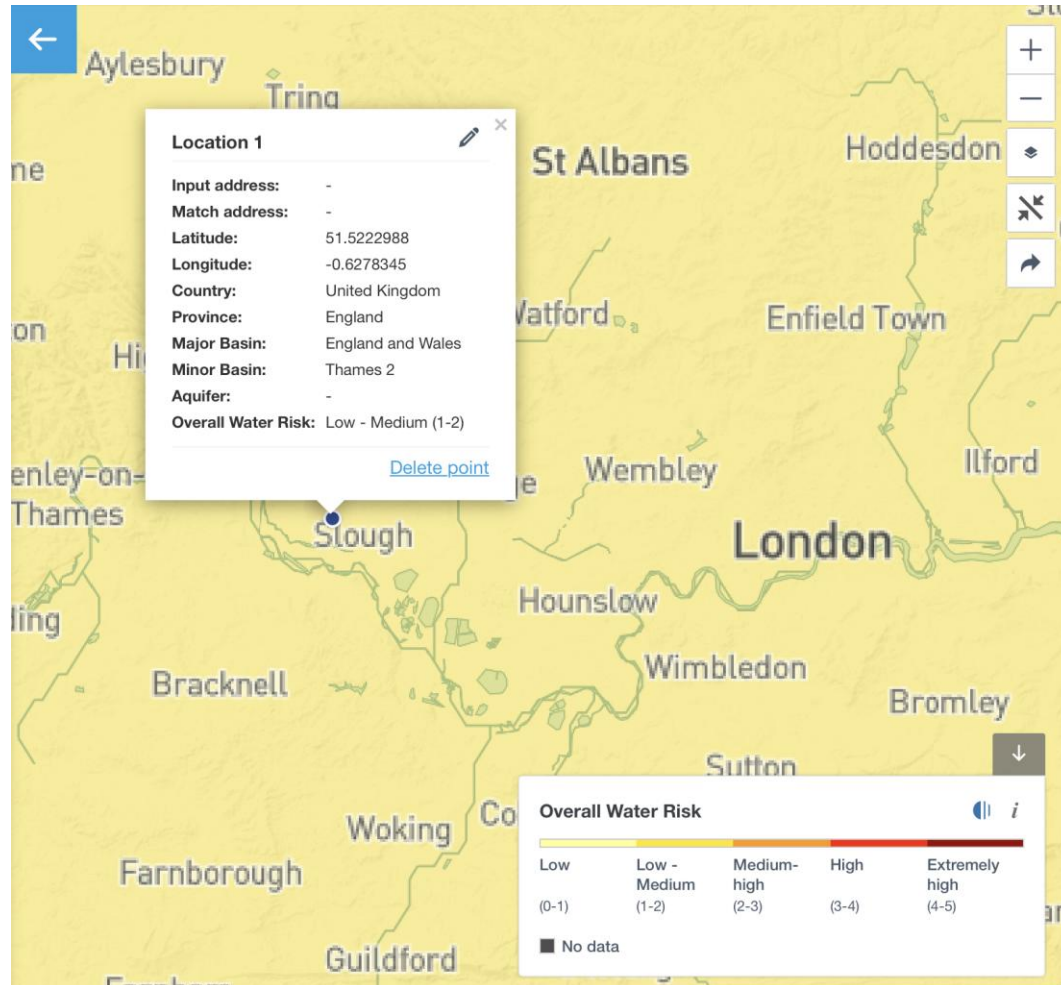 Aylesbury
Tring
Location 1
Input address: -
Match address: -
Latitude: 51.5222988
Longitude: -0.6278345
Country: United Kingdom
Province: England
Major Basin: England and Wales
Minor Basin: Thames 2
Aquifer: -
Overall Water Risk: Low - Medium (1-2)
Delete point
St Albans
Hoddesdon
Enfield Town
Wembley
Ilford
Thames
Slough
London
Hounslow
Wimbledon
Bracknell
Bromley
Sutton
Woking
Farnborough
Guildford
Overall Water Risk
Low
(0-1)
Low -
Medium
(1-2)
Medium-
high
(2-3)
High
(3-4)
Extremely
high
(4-5)
No data